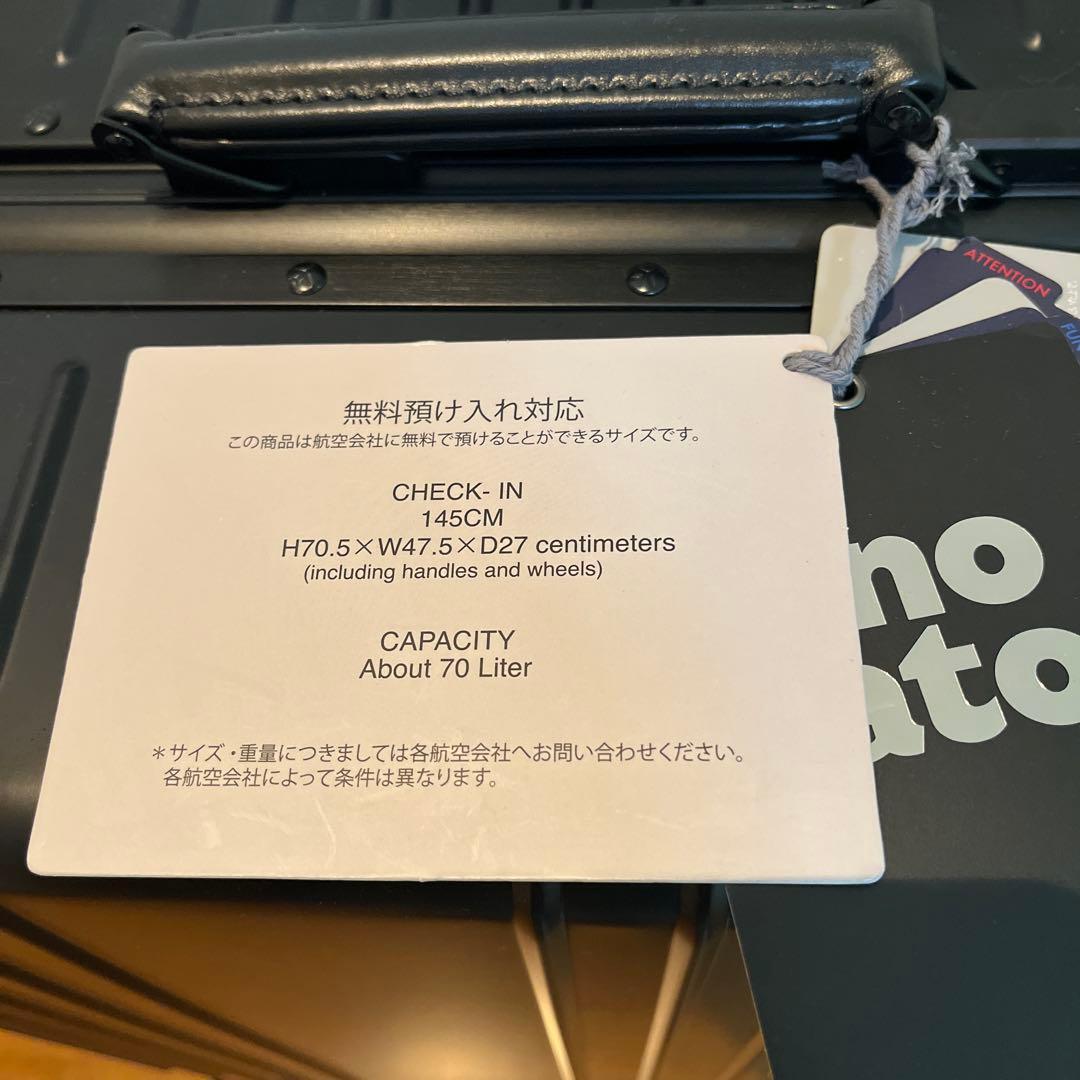 無料預け入れ対応
この商品は航空会社に無料で預けることができるサイズです。
CHECK- IN
145CM
H70.5×W47.5×D27 centimeters
(including handles and wheels)
CAPACITY
About 70 Liter
＊サイズ・重量につきましては各航空会社へお問い合わせください。
各航空会社によって条件は異なります。
ATTENTION